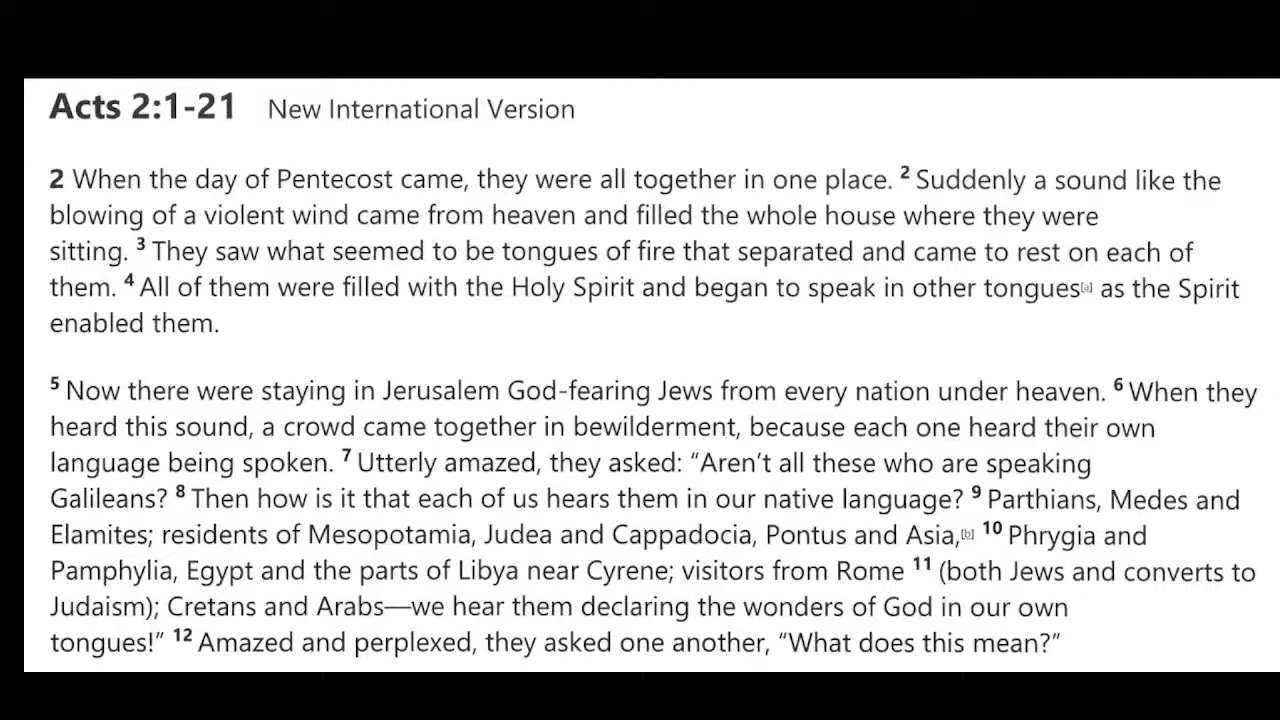 Acts 2:1-21 New International Version
2 When the day of Pentecost came, they were all together in one place. 2 Suddenly a sound like the
blowing of a violent wind came from heaven and filled the whole house where they were
sitting. 3 They saw what seemed to be tongues of fire that separated and came to rest on each of
them. 4 All of them were filled with the Holy Spirit and began to speak in other tongues[a] as the Spirit
enabled them.
5 Now there were staying in Jerusalem God-fearing Jews from every nation under heaven. 6 When they
heard this sound, a crowd came together in bewilderment, because each one heard their own
language being spoken. 7 Utterly amazed, they asked: “Aren’t all these who are speaking
Galileans? 8 Then how is it that each of us hears them in our native language? 9 Parthians, Medes and
Elamites; residents of Mesopotamia, Judea and Cappadocia, Pontus and Asia,[b] 10 Phrygia and
Pamphylia, Egypt and the parts of Libya near Cyrene; visitors from Rome 11 (both Jews and converts to
Judaism); Cretans and Arabs—we hear them declaring the wonders of God in our own
tongues!” 12 Amazed and perplexed, they asked one another, “What does this mean?”